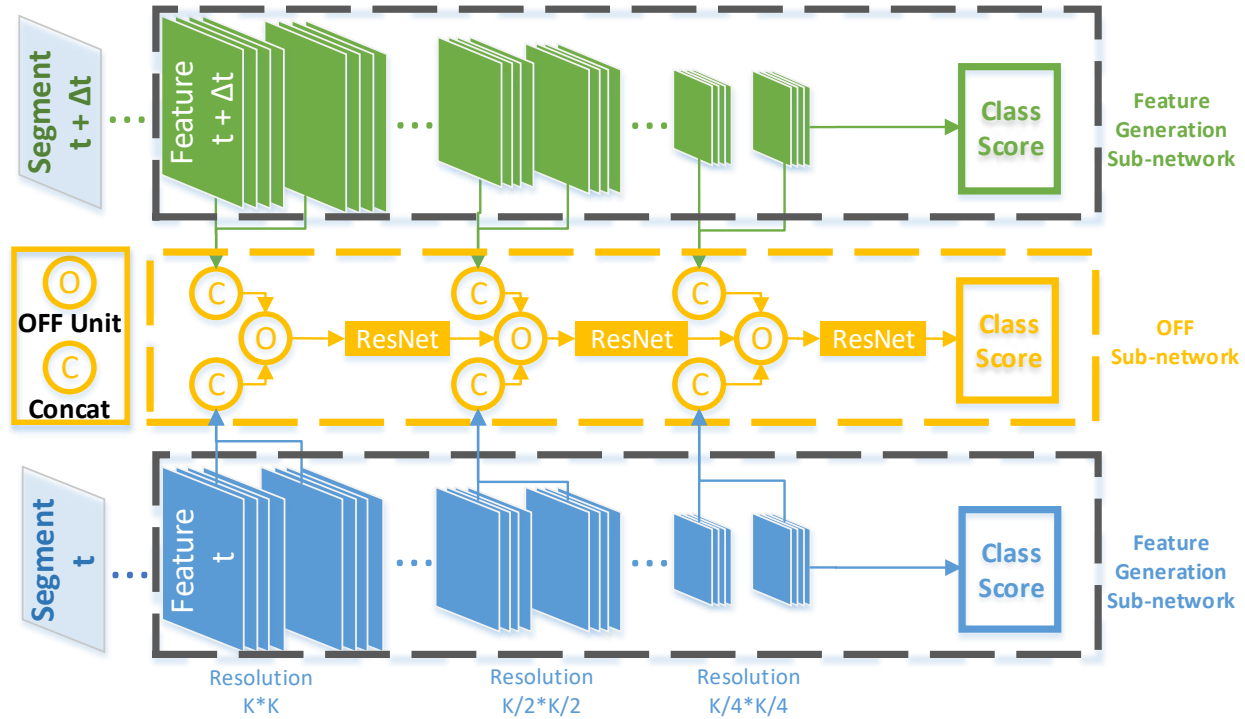 Segment
t + Δt
Feature
t + Δt
Class
Score
Feature
Generation
Sub-network
O
OFF Unit
C
Concat
C
C
O
ResNet
C
C
O
ResNet
C
C
O
ResNet
Class
Score
OFF
Sub-network
Segment
t
Feature
t
Class
Score
Feature
Generation
Sub-network
Resolution
K*K
Resolution
K/2*K/2
Resolution
K/4*K/4